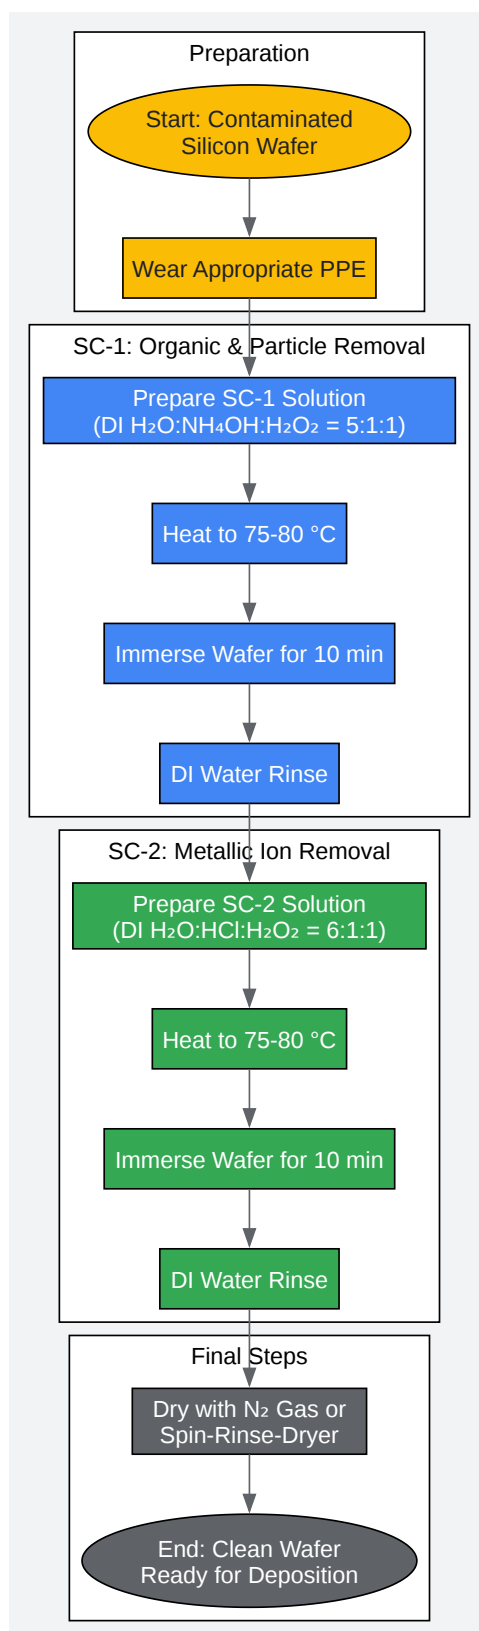 Preparation
Start: Contaminated
Silicon Wafer
Wear Appropriate PPE
SC-1: Organic & Particle Removal
Prepare SC-1 Solution
(DI H₂O:NH₄OH:H₂O₂ = 5:1:1)
Heat to 75-80 °C
Immerse Wafer for 10 min
DI Water Rinse
SC-2: Metallic Ion Removal
Prepare SC-2 Solution
(DI H₂O:HCl:H₂O₂ = 6:1:1)
Heat to 75-80 °C
Immerse Wafer for 10 min
DI Water Rinse
Final Steps
Dry with N₂ Gas or
Spin-Rinse-Dryer
End: Clean Wafer
Ready for Deposition